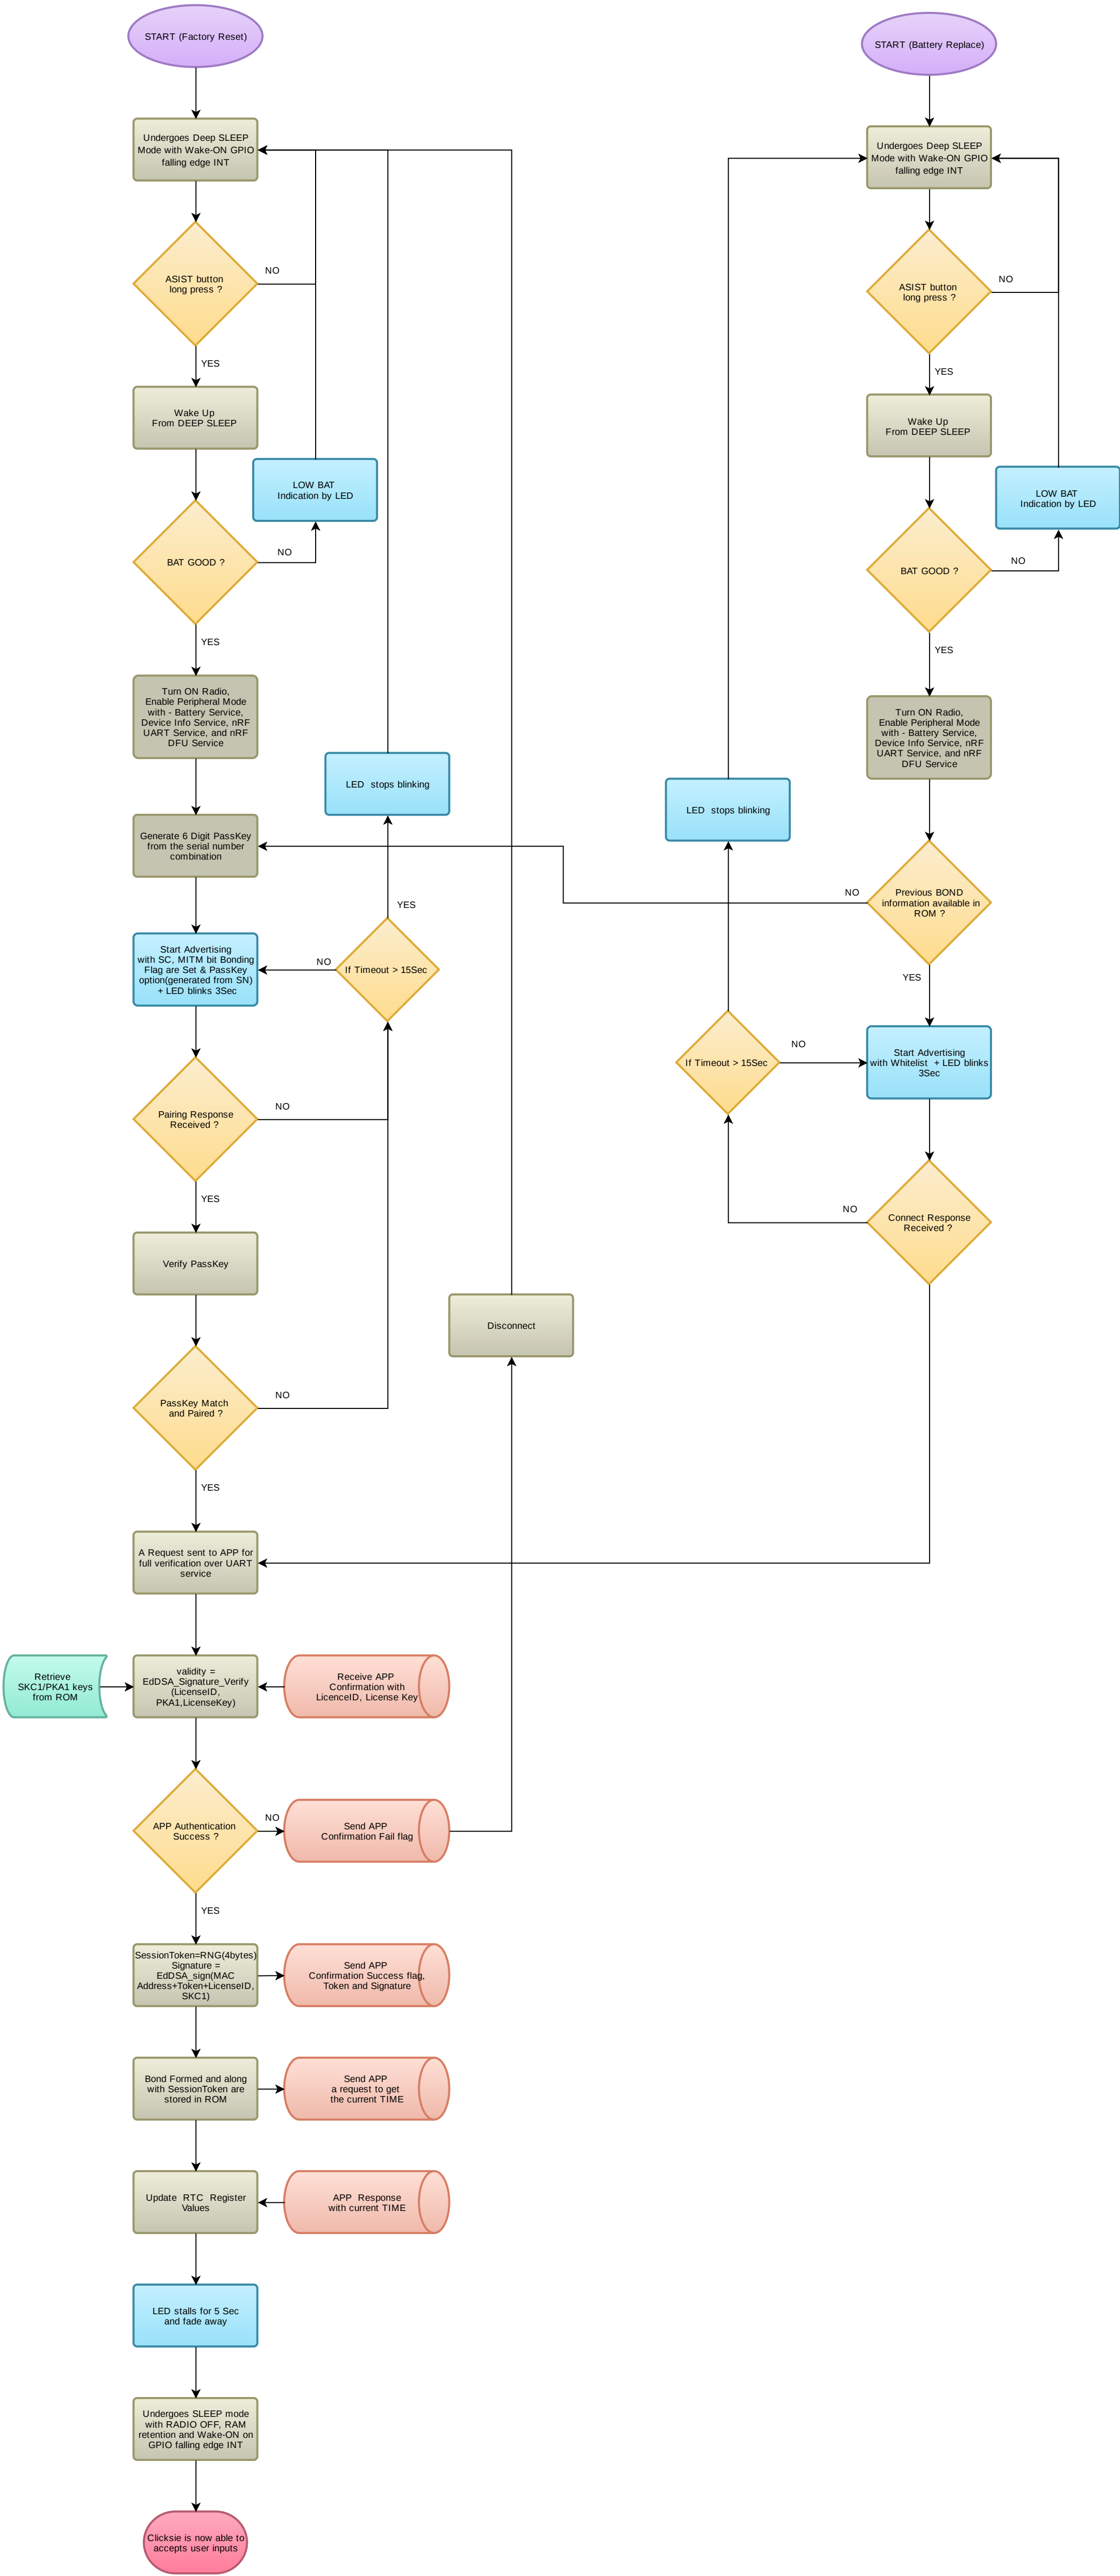 START (Factory Reset)
Undergoes Deep SLEEP
Mode with Wake-ON GPIO
falling edge INT
ASIST button
long press ?
NO
YES
Wake Up
From DEEP SLEEP
LOW BAT
Indication by LED
BAT GOOD ?
NO
YES
Turn ON Radio,
Enable Peripheral Mode
with - Battery Service,
Device Info Service, nRF
UART Service, and nRF
DFU Service
LED stops blinking
Generate 6 Digit PassKey
from the serial number
combination
YES
Start Advertising
with SC, MITM bit Bonding
Flag are Set & PassKey
option(generated from SN)
+ LED blinks 3Sec
NO
If Timeout > 15Sec
Pairing Response
Received ?
NO
YES
Verify PassKey
Disconnect
PassKey Match
and Paired ?
NO
YES
A Request sent to APP for
full verification over UART
service
Retrieve
SKC1/PKA1 keys
from ROM
validity =
EdDSA_Signature_Verify
(LicenseID,
PKA1,LicenseKey)
Receive APP
Confirmation with
LicenceID, License Key
APP Authentication
Success ?
NO
Send APP
Confirmation Fail flag
YES
SessionToken=RNG(4bytes)
Signature =
EdDSA_sign(MAC
Address+Token+LicenseID,
SKC1)
Send APP
Confirmation Success flag,
Token and Signature
Bond Formed and along
with SessionToken are
stored in ROM
Send APP
a request to get
the current TIME
Update RTC Register
Values
APP Response
with current TIME
LED stalls for 5 Sec
and fade away
Undergoes SLEEP mode
with RADIO OFF, RAM
retention and Wake-ON on
GPIO falling edge INT
Clicksie is now able to
accepts user inputs
START (Battery Replace)
Undergoes Deep SLEEP
Mode with Wake-ON GPIO
falling edge INT
ASIST button
long press ?
NO
YES
Wake Up
From DEEP SLEEP
LOW BAT
Indication by LED
BAT GOOD ?
NO
YES
Turn ON Radio,
Enable Peripheral Mode
with - Battery Service,
Device Info Service, nRF
UART Service, and nRF
DFU Service
LED stops blinking
Previous BOND
information available in
ROM ?
NO
YES
Start Advertising
with Whitelist + LED blinks
3Sec
NO
If Timeout > 15Sec
Connect Response
Received ?
NO